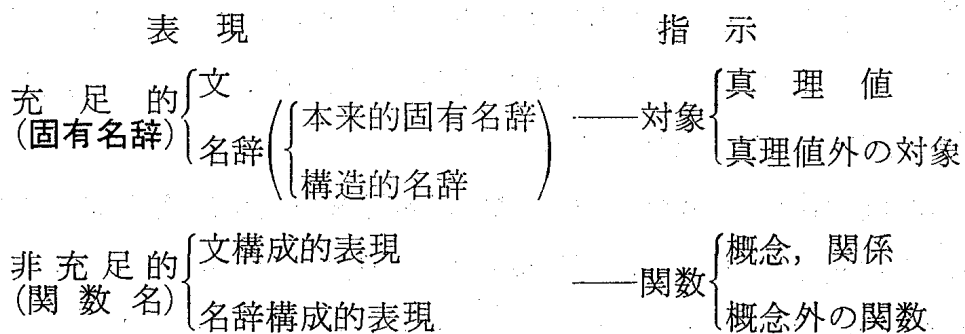 表現 指示
充足的 文 真理値
(固有名辞) 名辞 本来的固有名辞 ——対象
構造的名辞 真理値外の対象
非充足的 文構成的表現 概念，関係
(関数名) 名辞構成的表現 ——関数 概念外の関数